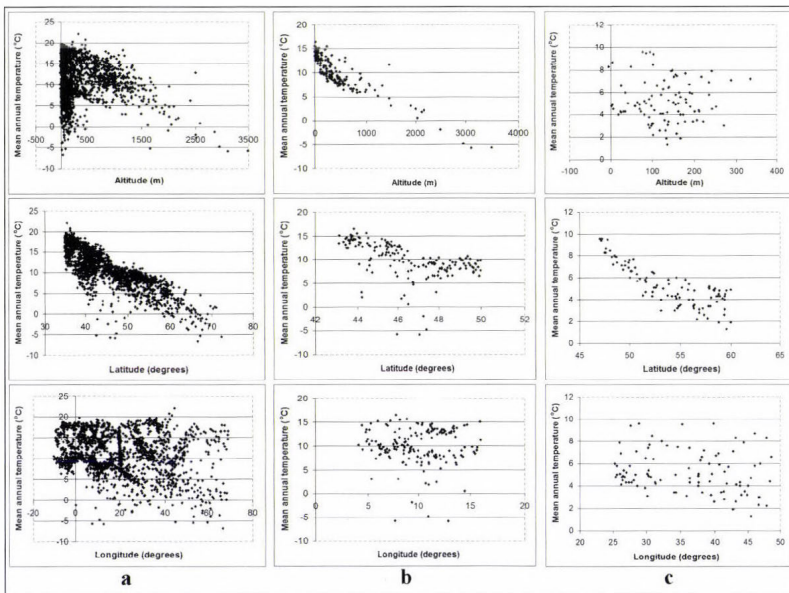 25
20
15
10
5
0
-5
-10
Mean annual temperature (°C)
-500 500 1500 2500 3500
Altitude (m)
20
15
10
5
0
-5
-10
Mean annual temperature (°C)
0 1000 2000 3000 4000
Altitude (m)
12
10
8
6
4
2
0
Mean annual temperature (°C)
-100 0 100 200 300 400
Altitude (m)
25
20
15
10
5
0
-5
-10
Mean annual temperature (°C)
30 40 50 60 70 80
Latitude (degrees)
20
15
10
5
0
-5
-10
Mean annual temperature (°C)
42 44 46 48 50 52
Latitude (degrees)
12
10
8
6
4
2
0
Mean annual temperature (°C)
45 50 55 60 65
Latitude (degrees)
25
20
15
10
5
0
-5
-10
Mean annual temperature (°C)
-20 0 20 40 60 80
Longitude (degrees)
20
15
10
5
0
-5
-10
Mean annual temperature (°C)
0 5 10 15 20
Longitude (degrees)
12
10
8
6
4
2
0
Mean annual temperature (°C)
20 25 30 35 40 45 50
Longitude (degrees)
a b c